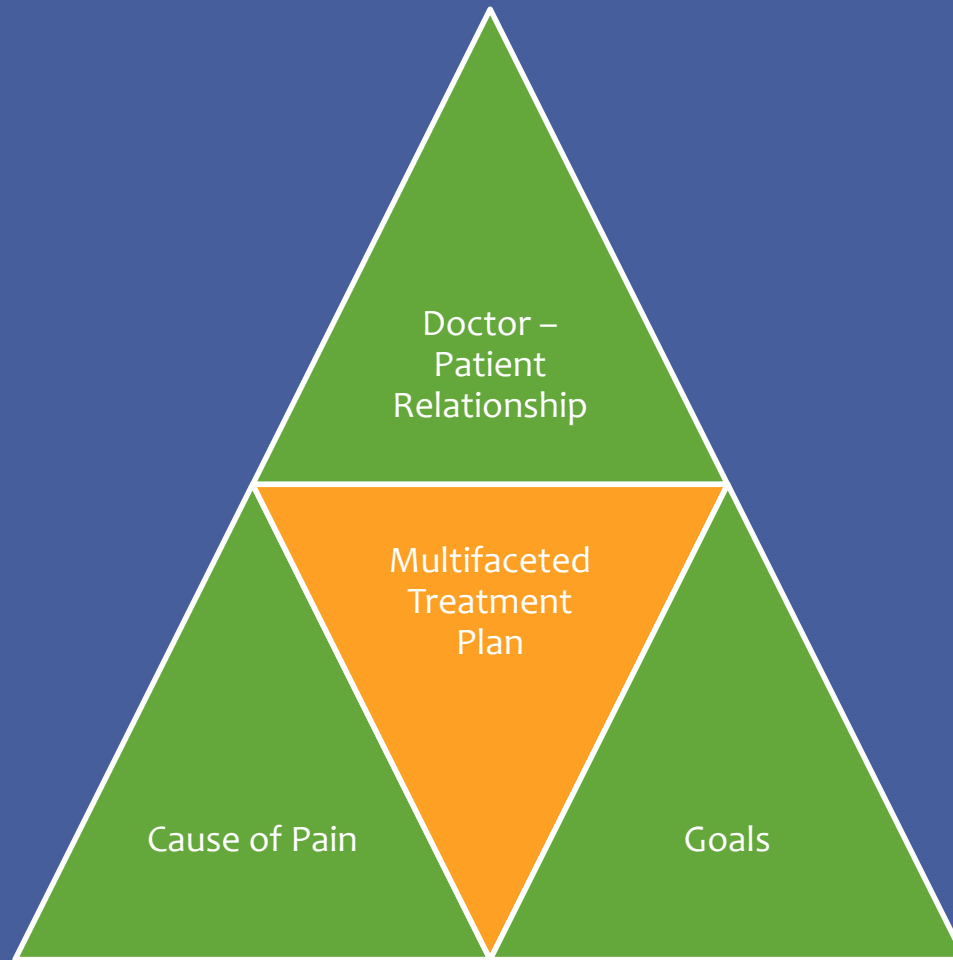 Doctor –
Patient
Relationship
Multifaceted
Treatment
Plan
Cause of Pain
Goals